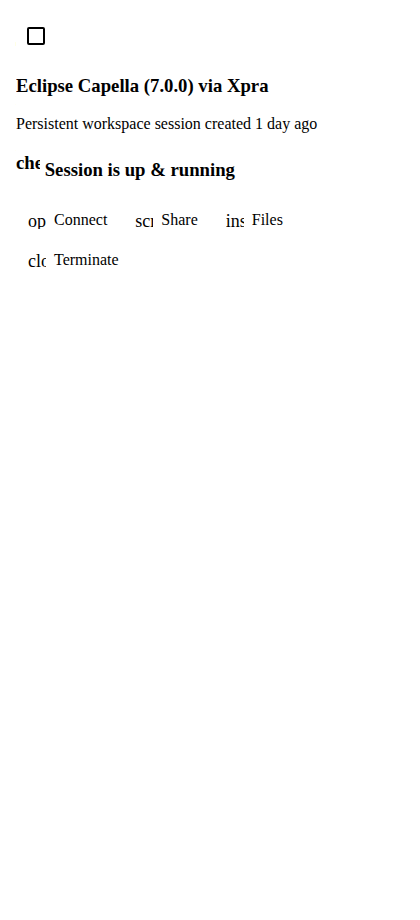 Eclipse Capella (7.0.0) via Xpra
Persistent workspace session created 1 day ago
che Session is up & running
op Connect scr Share ins Files
clo Terminate